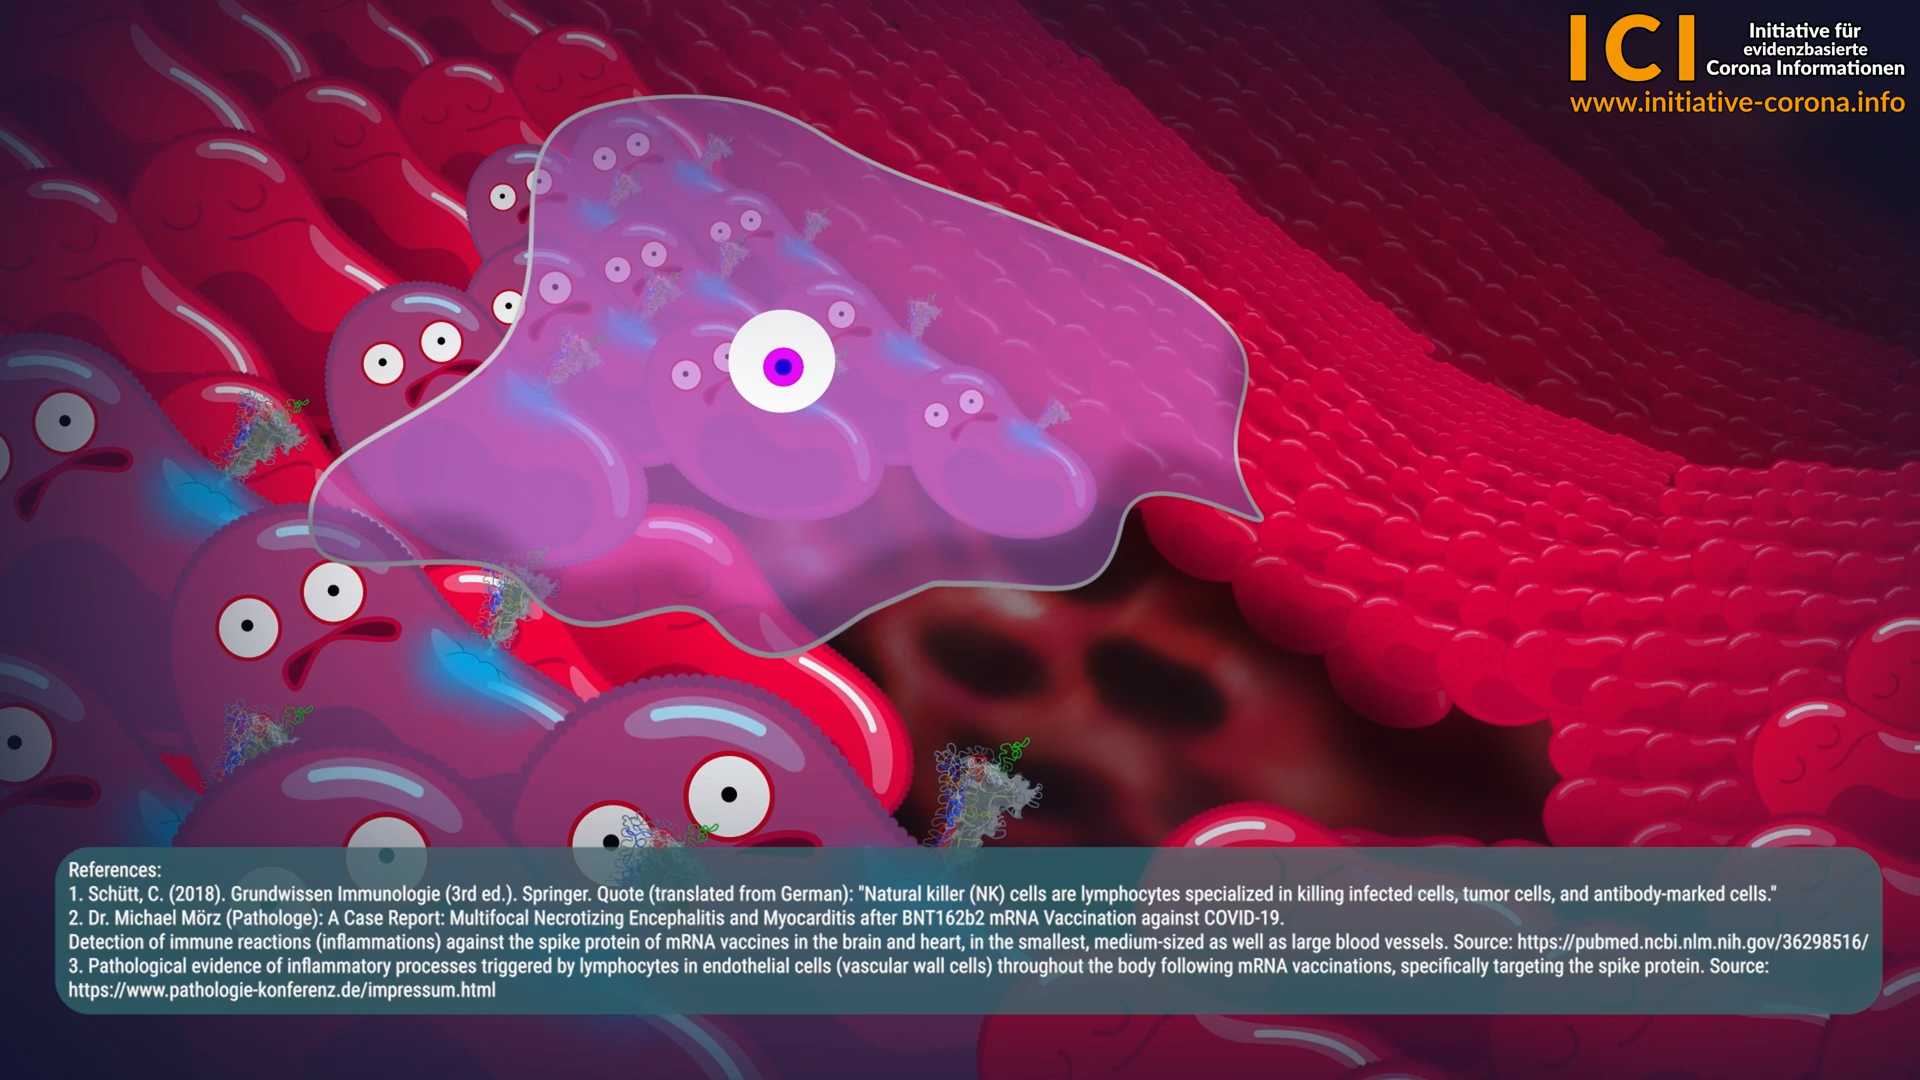 ICI
Initiative für
evidenzbasierte
Corona Informationen
www.initiative-corona.info
References:
1. Schütt, C. (2018). Grundwissen Immunologie (3rd ed.). Springer. Quote (translated from German): "Natural killer (NK) cells are lymphocytes specialized in killing infected cells, tumor cells, and antibody-marked cells."
2. Dr. Michael Mörz (Pathologe): A Case Report: Multifocal Necrotizing Encephalitis and Myocarditis after BNT162b2 mRNA Vaccination against COVID-19.
Detection of immune reactions (inflammations) against the spike protein of mRNA vaccines in the brain and heart, in the smallest, medium-sized as well as large blood vessels. Source: https://pubmed.ncbi.nlm.nih.gov/36298516/
3. Pathological evidence of inflammatory processes triggered by lymphocytes in endothelial cells (vascular wall cells) throughout the body following mRNA vaccinations, specifically targeting the spike protein. Source:
https://www.pathologie-konferenz.de/impressum.html